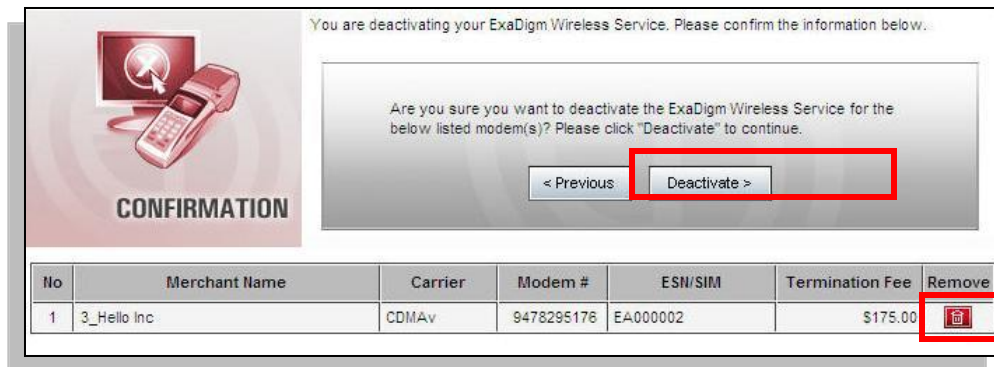 You are deactivating your ExaDigm Wireless Service. Please confirm the information below.
Are you sure you want to deactivate the ExaDigm Wireless Service for the
below listed modem(s)? Please click "Deactivate" to continue.
< Previous Deactivate >
CONFIRMATION
No Merchant Name Carrier Modem # ESN/SIM Termination Fee Remove
1 3_Hello Inc CDMAv 9478295176 EA000002 $175.00